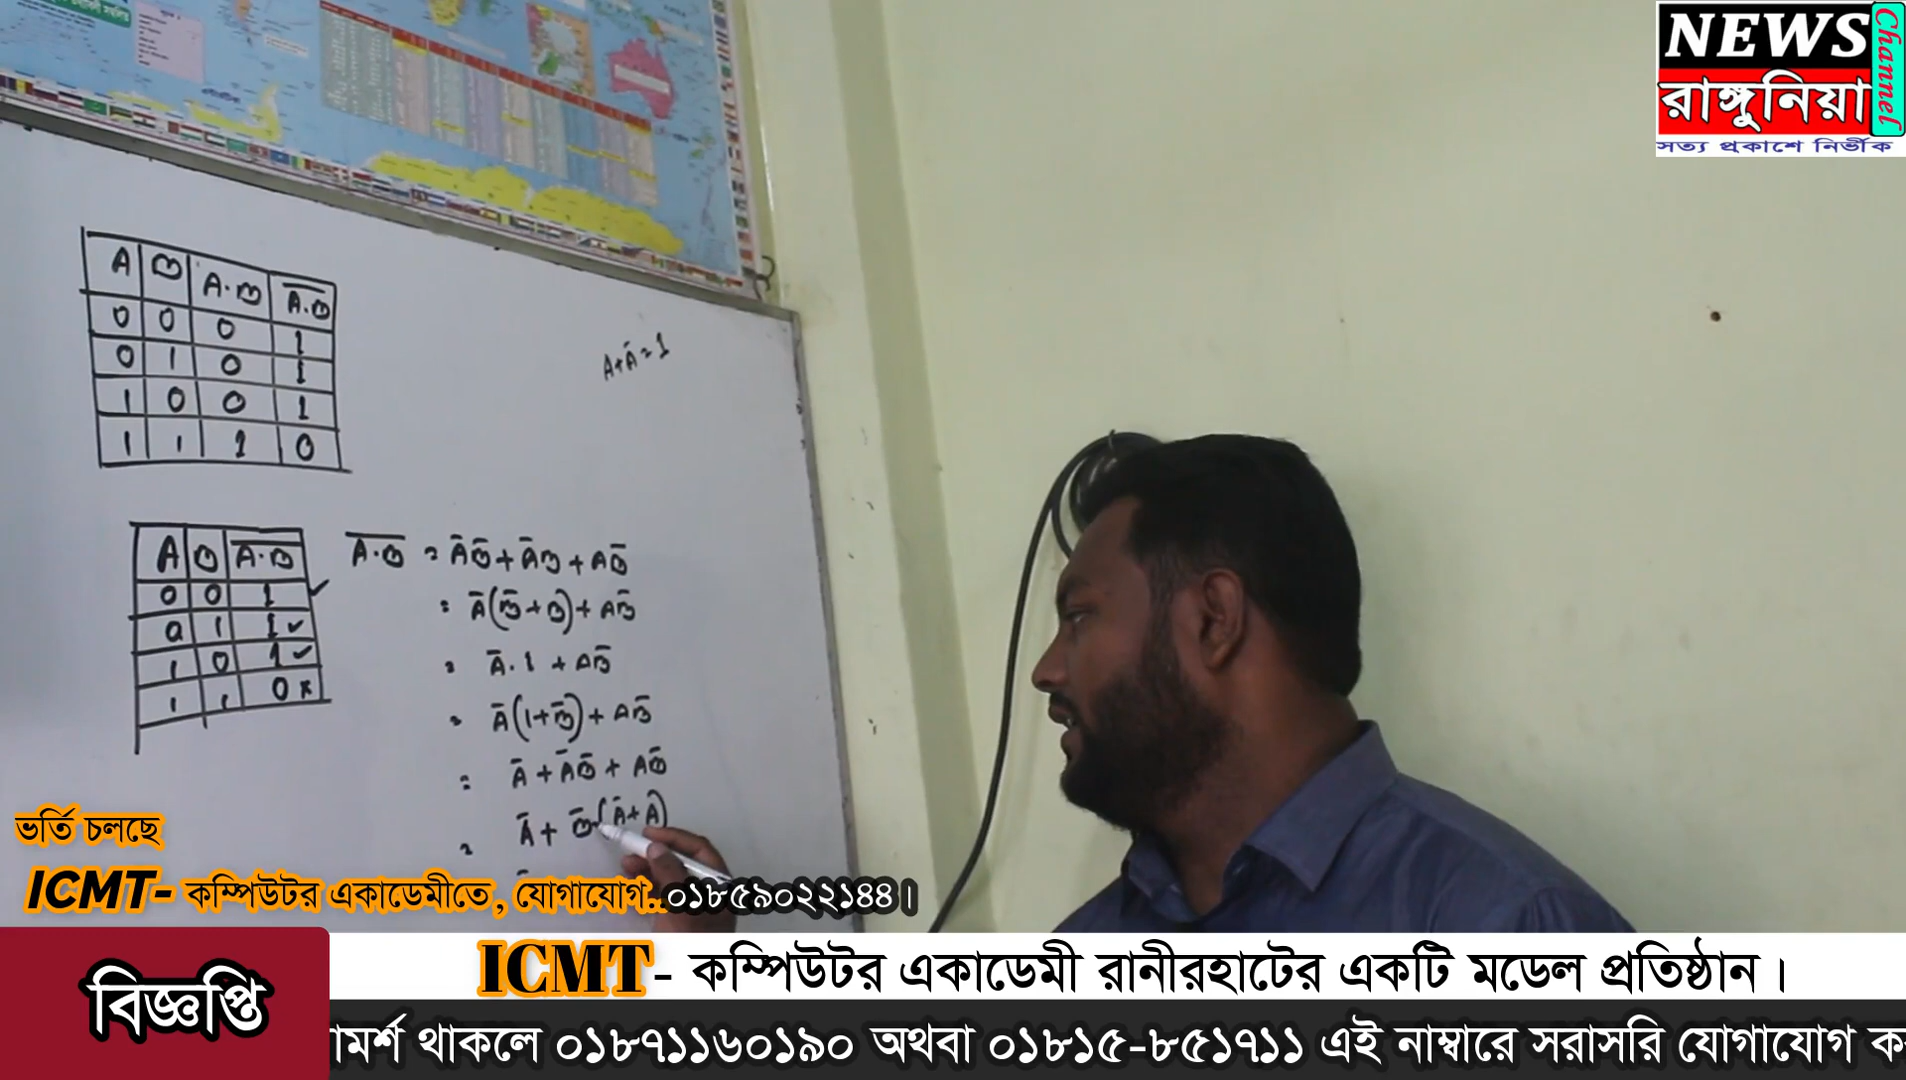 NEWS
Channel
রাঙ্গুনিয়া
সত্য প্রকাশে নির্ভীক
A B A·B A̅·̅B̅
0 0 0 1
0 1 0 1
1 0 0 1
1 1 1 0
A+A̅=1
A B A̅·̅B̅
0 0 1 ✓
0 1 1 ✓
1 0 1 ✓
1 1 0 ×
A̅·̅B̅ = A̅B̅+A̅B+AB̅
= A̅(B̅+B)+AB̅
= A̅.1+AB̅
= A̅(1+B̅)+AB̅
= A̅+A̅B̅+AB̅
= A̅+B̅(A̅+A)
ভর্তি চলছে
ICMT- কম্পিউটর একাডেমীতে, যোগাযোগ..০১৮৫৯০২২১৪৪।
বিজ্ঞপ্তি
ICMT- কম্পিউটর একাডেমী রানীরহাটের একটি মডেল প্রতিষ্ঠান।
থাকলে ০১৮৭১১৬০১৯০ অথবা ০১৮১৫-৮৫১৭১১ এই নাম্বারে সরাসরি যোগাযোগ